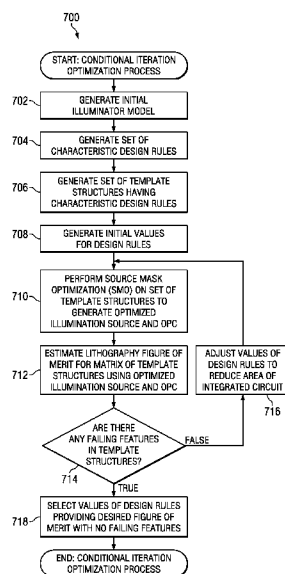 700
START: CONDITIONAL ITERATION
OPTIMIZATION PROCESS
702
GENERATE INITIAL
ILLUMINATOR MODEL
704
GENERATE SET OF
CHARACTERISTIC DESIGN RULES
706
GENERATE SET OF TEMPLATE
STRUCTURES HAVING
CHARACTERISTIC DESIGN RULES
708
GENERATE INITIAL VALUES
FOR DESIGN RULES
710
PERFORM SOURCE MASK
OPTIMIZATION (SMO) ON SET OF
TEMPLATE STRUCTURES TO
GENERATE OPTIMIZED
ILLUMINATION SOURCE AND OPC
712
ESTIMATE LITHOGRAPHY FIGURE OF
MERIT FOR MATRIX OF TEMPLATE
STRUCTURES USING OPTIMIZED
ILLUMINATION SOURCE AND OPC
ADJUST VALUES
OF DESIGN RULES TO
REDUCE AREA OF
INTEGRATED CIRCUIT
716
ARE THERE
ANY FAILING FEATURES
IN TEMPLATE
STRUCTURES?
714
FALSE
TRUE
718
SELECT VALUES OF DESIGN RULES
PROVIDING DESIRED FIGURE OF
MERIT WITH NO FAILING FEATURES
END: CONDITIONAL ITERATION
OPTIMIZATION PROCESS